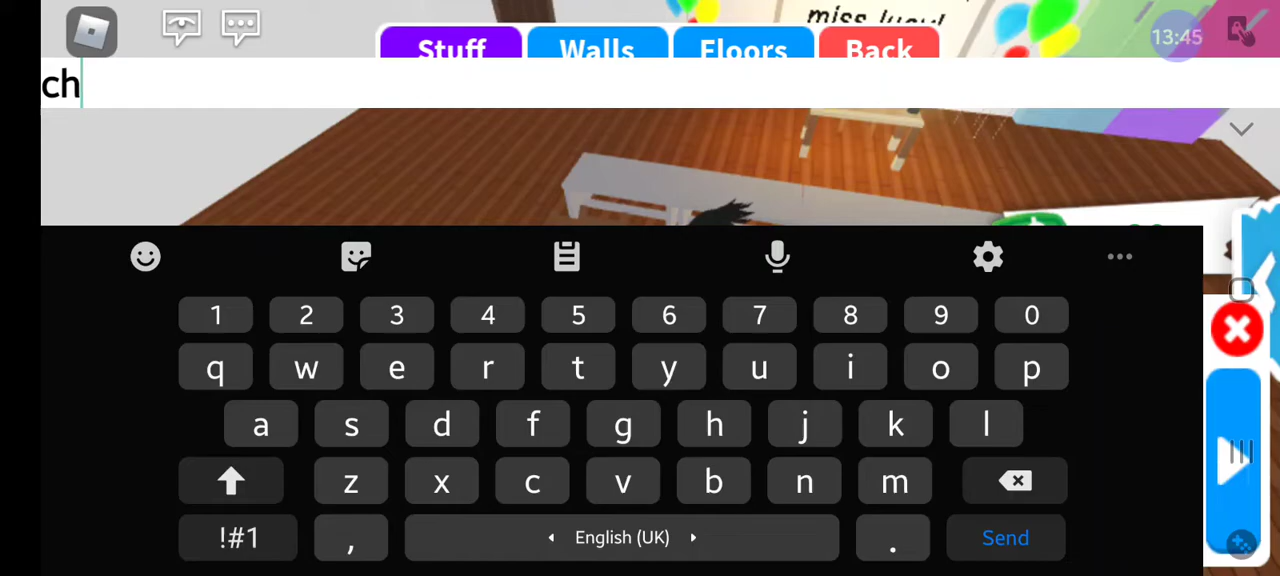 miss lucy!
13:45
Stuff Walls Floors Back
ch
1 2 3 4 5 6 7 8 9 0
q w e r t y u i o p
a s d f g h j k l
z x c v b n m
!#1 , English (UK) . Send